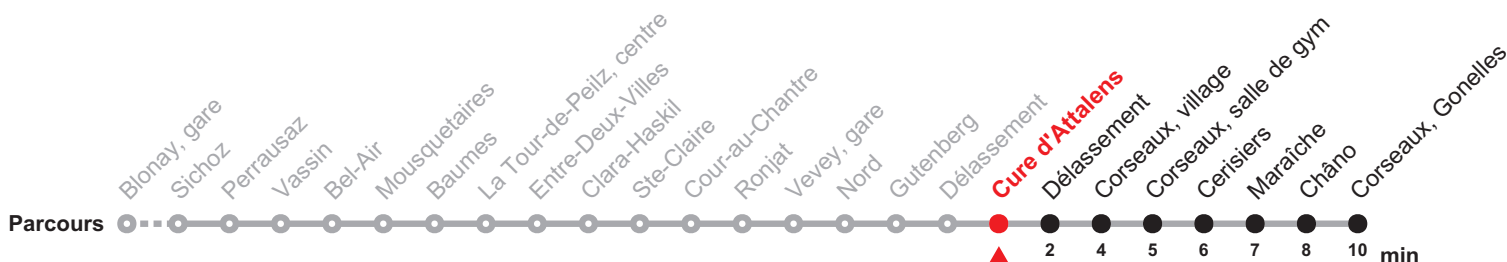 Blonay, gare
Sichoz
Perrausaz
Vassin
Bel-Air
Mousquetaires
Baumes
La Tour-de-Peilz, centre
Entre-Deux-Villes
Clara-Haskil
Ste-Claire
Cour-au-Chantre
Ronjat
Vevey, gare
Nord
Gutenberg
Délassement
Cure d'Attalens
Délassement
Corseaux, village
Corseaux, salle de gym
Cerisiers
Maraîche
Châno
Corseaux, Gonelles
Parcours
2 4 5 6 7 8 10 min